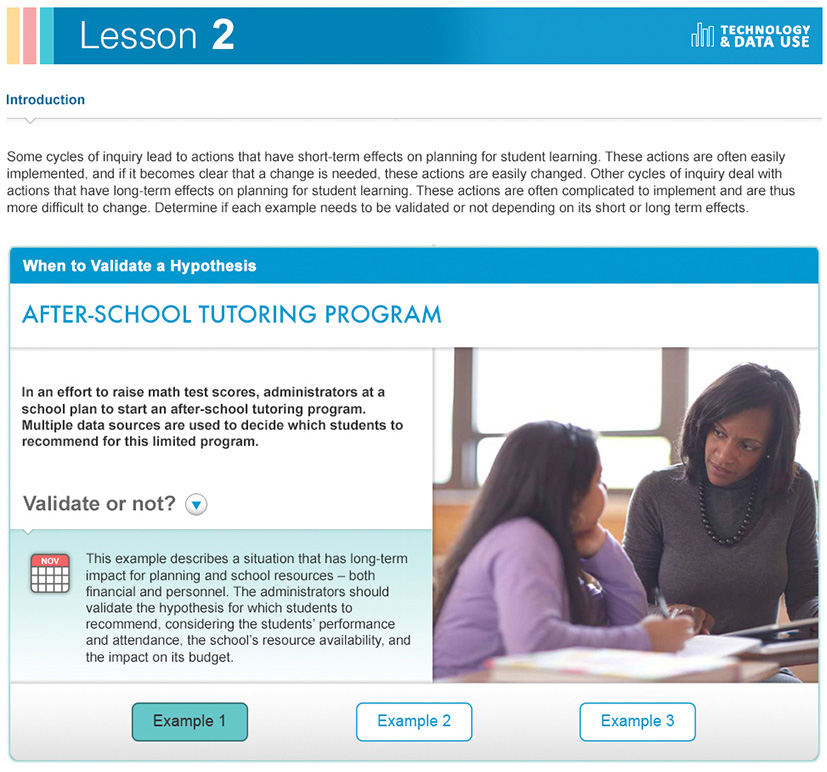 Lesson 2
TECHNOLOGY
& DATA USE
Introduction
Some cycles of inquiry lead to actions that have short-term effects on planning for student learning. These actions are often easily
implemented, and if it becomes clear that a change is needed, these actions are easily changed. Other cycles of inquiry deal with
actions that have long-term effects on planning for student learning. These actions are often complicated to implement and are thus
more difficult to change. Determine if each example needs to be validated or not depending on its short or long term effects.
When to Validate a Hypothesis
AFTER-SCHOOL TUTORING PROGRAM
In an effort to raise math test scores, administrators at a
school plan to start an after-school tutoring program.
Multiple data sources are used to decide which students to
recommend for this limited program.
Validate or not?
NOV
This example describes a situation that has long-term
impact for planning and school resources – both
financial and personnel. The administrators should
validate the hypothesis for which students to
recommend, considering the students’ performance
and attendance, the school’s resource availability, and
the impact on its budget.
Example 1
Example 2
Example 3